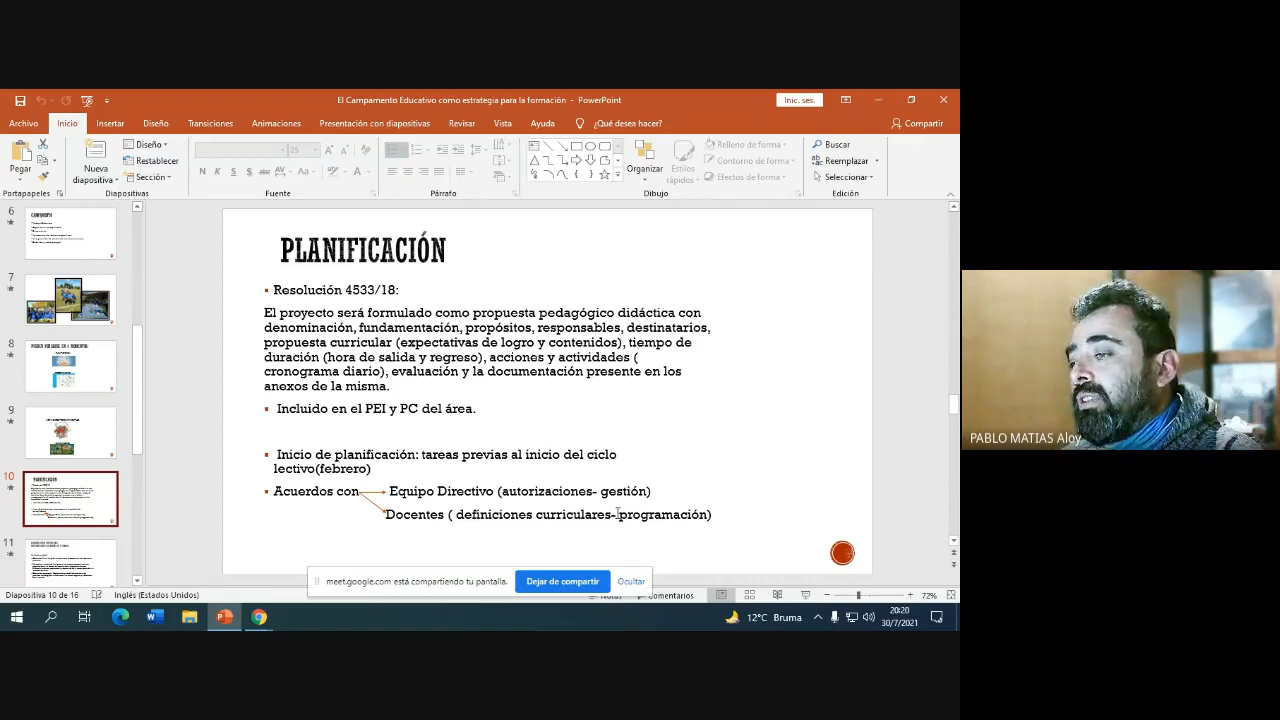 El Campamento Educativo como estrategia para la formación - PowerPoint
Inic. ses.
Archivo Inicio Insertar Diseño Transiciones Animaciones Presentación con diapositivas Revisar Vista Ayuda ¿Qué desea hacer? Compartir
Pegar
Portapapeles
Nueva diapositiva
Diseño
Restablecer
Sección
Diapositivas
25
N K S
Fuente
Párrafo
Organizar
Estilos rápidos
Relleno de forma
Contorno de forma
Efectos de forma
Dibujo
Buscar
Reemplazar
Seleccionar
Edición
6
7
8
9
10
11
PLANIFICACIÓN
Resolución 4533/18:
El proyecto será formulado como propuesta pedagógico didáctica con
denominación, fundamentación, propósitos, responsables, destinatarios,
propuesta curricular (expectativas de logro y contenidos), tiempo de
duración (hora de salida y regreso), acciones y actividades (
cronograma diario), evaluación y la documentación presente en los
anexos de la misma.
Incluido en el PEI y PC del área.
Inicio de planificación: tareas previas al inicio del ciclo
lectivo(febrero)
Acuerdos con Equipo Directivo (autorizaciones- gestión)
Docentes ( definiciones curriculares- programación)
PABLO MATIAS Aloy
meet.google.com está compartiendo tu pantalla. Dejar de compartir Ocultar
Diapositiva 10 de 16 Inglés (Estados Unidos) Notas Comentarios 72%
12°C Bruma
20:20
30/7/2021